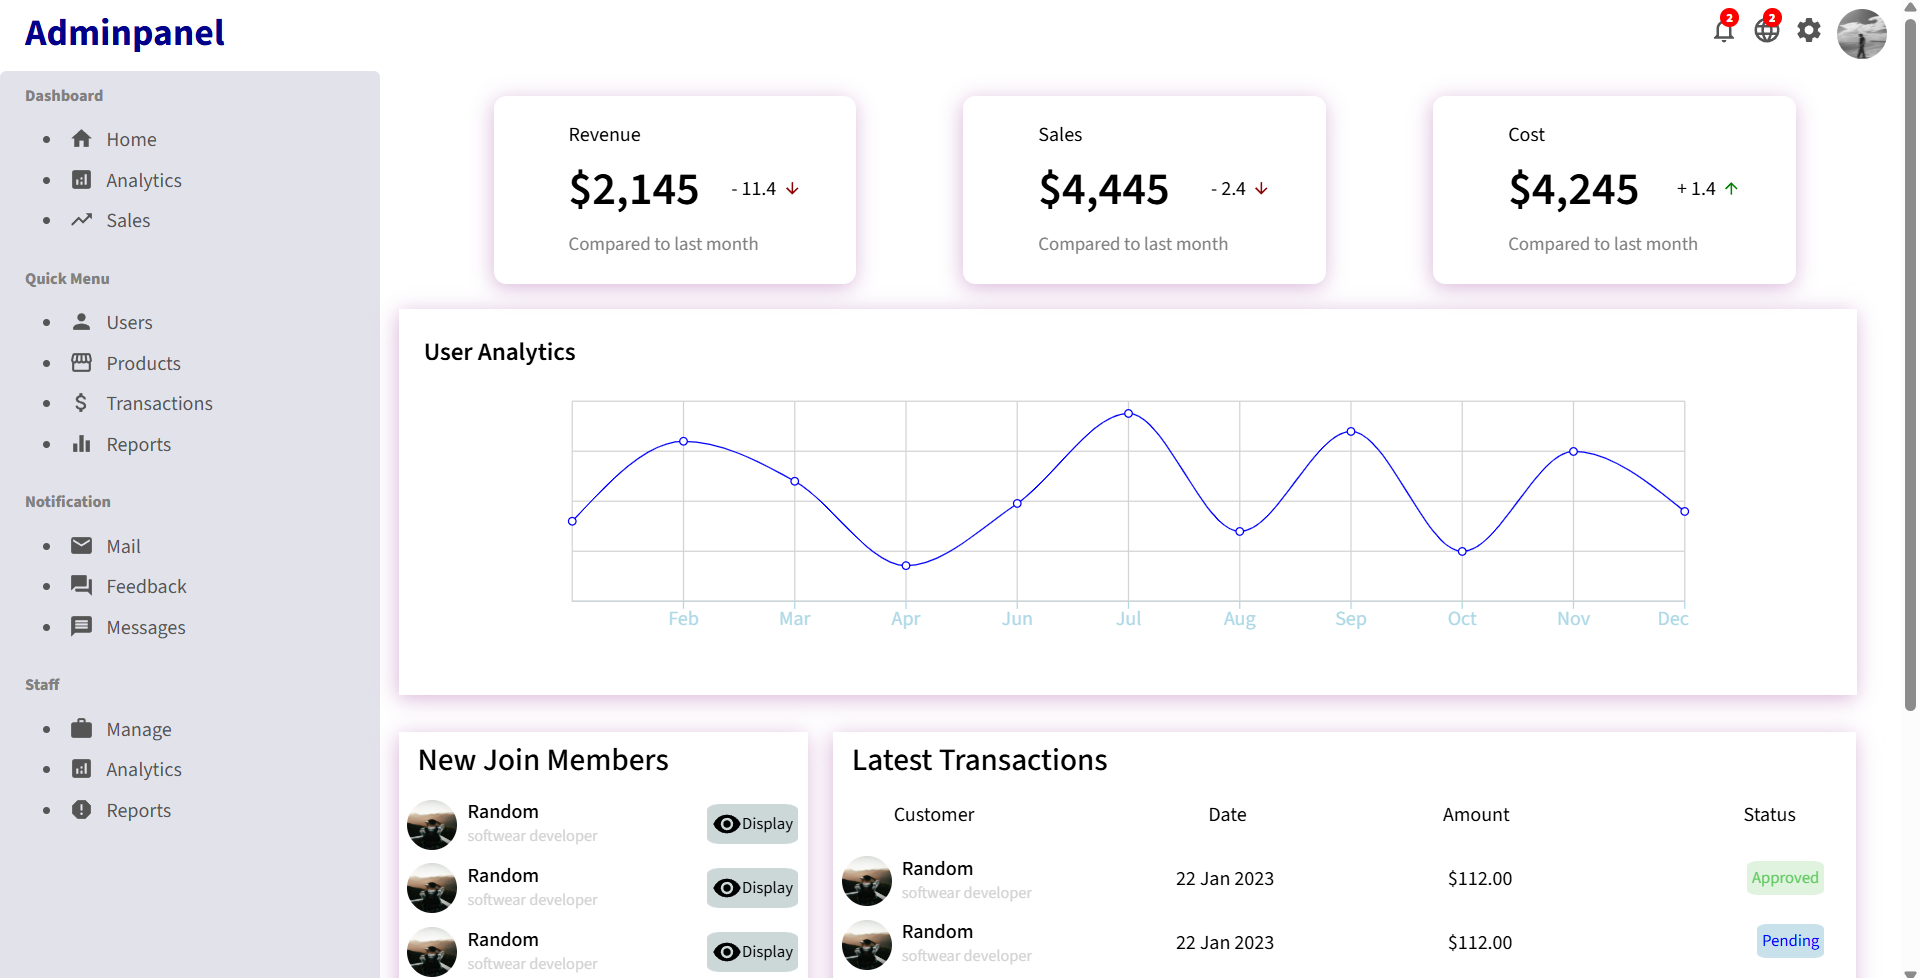 Adminpanel
2
2
Dashboard
Home
Analytics
Sales
Quick Menu
Users
Products
Transactions
Reports
Notification
Mail
Feedback
Messages
Staff
Manage
Analytics
Reports
Revenue
$2,145 - 11.4
Compared to last month
Sales
$4,445 - 2.4
Compared to last month
Cost
$4,245 + 1.4
Compared to last month
User Analytics
Feb Mar Apr Jun Jul Aug Sep Oct Nov Dec
New Join Members
Random
softwear developer
Display
Random
softwear developer
Display
Random
softwear developer
Display
Latest Transactions
Customer Date Amount Status
Random
softwear developer
22 Jan 2023 $112.00 Approved
Random
softwear developer
22 Jan 2023 $112.00 Pending